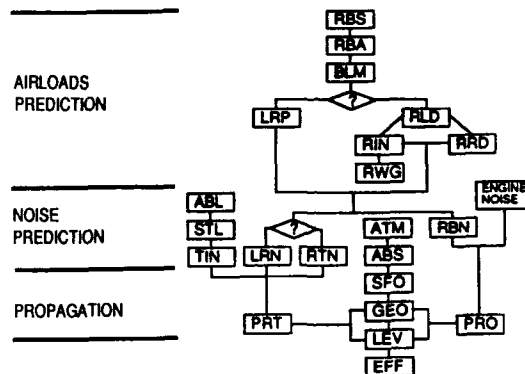 RBS
RBA
BLM
AIRLOADS
PREDICTION
?
LRP
RLD
RIN
RRD
RWG
ENGINE
NOISE
ABL
NOISE
PREDICTION
STL
?
ATM
RBN
TIN
LRN
RTN
ABS
SFO
PROPAGATION
GEO
PRT
PRO
LEV
EFF